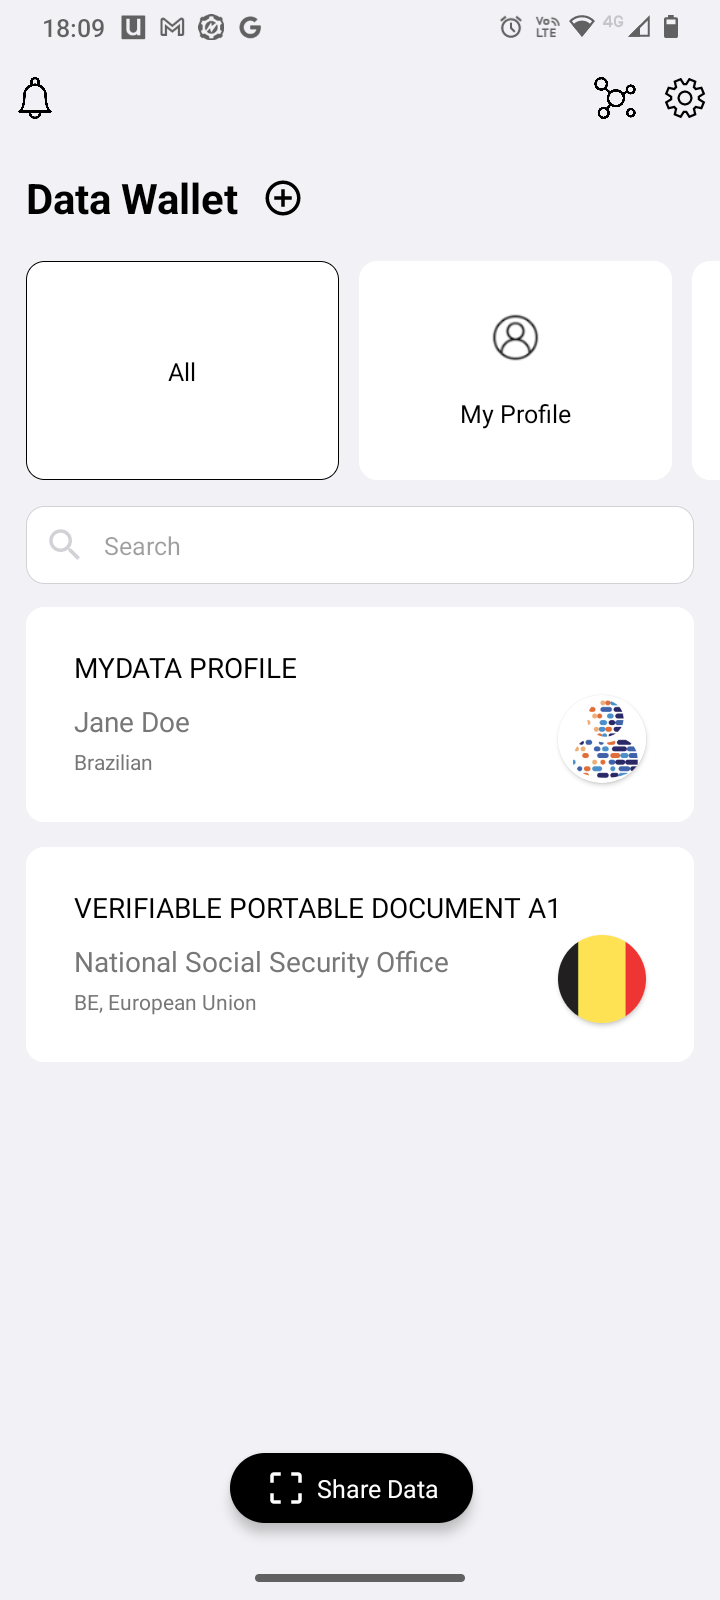 18:09
Vo LTE 4G
Data Wallet
All
My Profile
Search
MYDATA PROFILE
Jane Doe
Brazilian
VERIFIABLE PORTABLE DOCUMENT A1
National Social Security Office
BE, European Union
Share Data